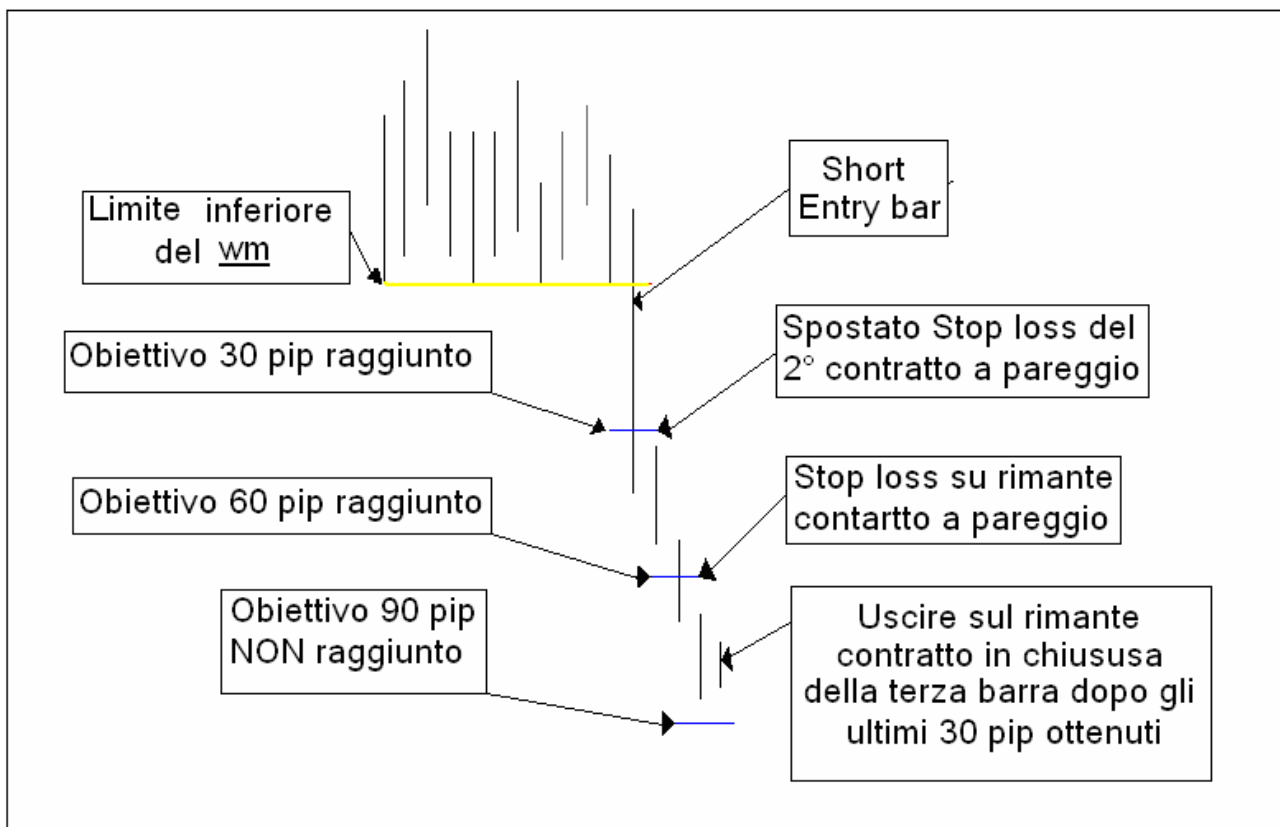 Short
Entry bar
Limite inferiore
del wm
Spostato Stop loss del
2° contratto a pareggio
Obiettivo 30 pip raggiunto
Stop loss su rimante
contartto a pareggio
Obiettivo 60 pip raggiunto
Obiettivo 90 pip
NON raggiunto
Uscire sul rimante
contratto in chiususa
della terza barra dopo gli
ultimi 30 pip ottenuti